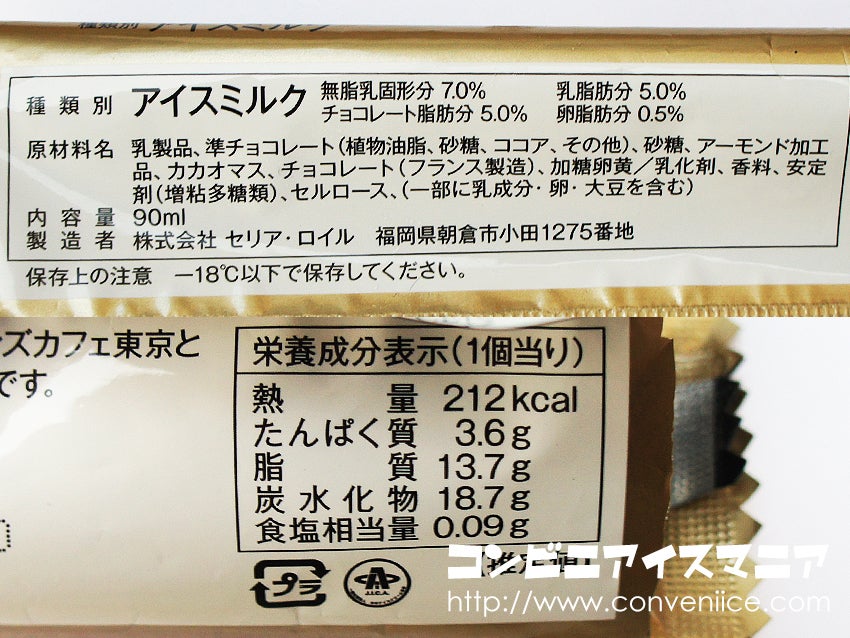 種類別 アイスミルク 無脂乳固形分 7.0% 乳脂肪分 5.0%
チョコレート脂肪分 5.0% 卵脂肪分 0.5%
原材料名 乳製品、準チョコレート(植物油脂、砂糖、ココア、その他)、砂糖、アーモンド加工
品、カカオマス、チョコレート(フランス製造)、加糖卵黄/乳化剤、香料、安定
剤(増粘多糖類)、セルロース、(一部に乳成分・卵・大豆を含む)
内容量 90ml
製造者 株式会社 セリア・ロイル 福岡県朝倉市小田1275番地
保存上の注意 −18℃以下で保存してください。
ズカフェ東京と
です。
栄養成分表示(1個当り)
熱量 212kcal
たんぱく質 3.6g
脂質 13.7g
炭水化物 18.7g
食塩相当量 0.09g
プラ
コンビニアイスマニア
http://www.conveniice.com/